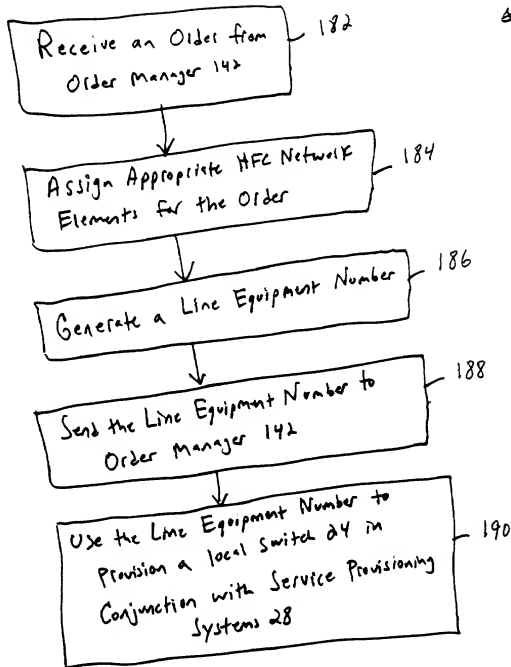 Receive an Order from
Order Manager 142
182
Assign Appropriate HFC Network
Elements for the Order
184
Generate a Line Equipment Number
186
Send the Line Equipment Number to
Order Manager 142
188
Use the Line Equipment Number to
Provision a local Switch 24 in
Conjunction with Service Provisioning
Systems 28
190